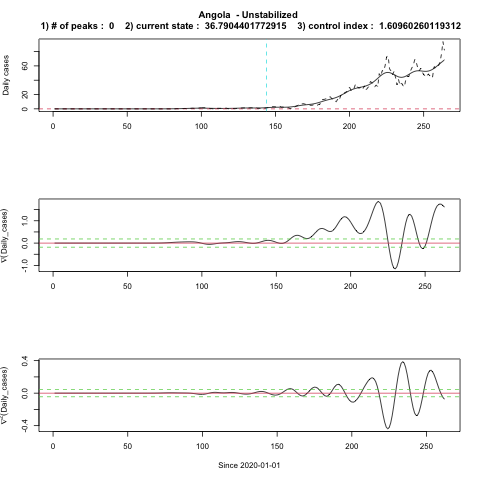 Angola - Unstabilized
1) # of peaks : 0 2) current state : 36.7904401772915 3) control index : 1.60960260119312
Daily cases
0 20 60
0 50 100 150 200 250
∇(Daily_cases)
-1.0 0.0 1.0
0 50 100 150 200 250
∇²(Daily_cases)
-0.4 0.0 0.4
0 50 100 150 200 250
Since 2020-01-01